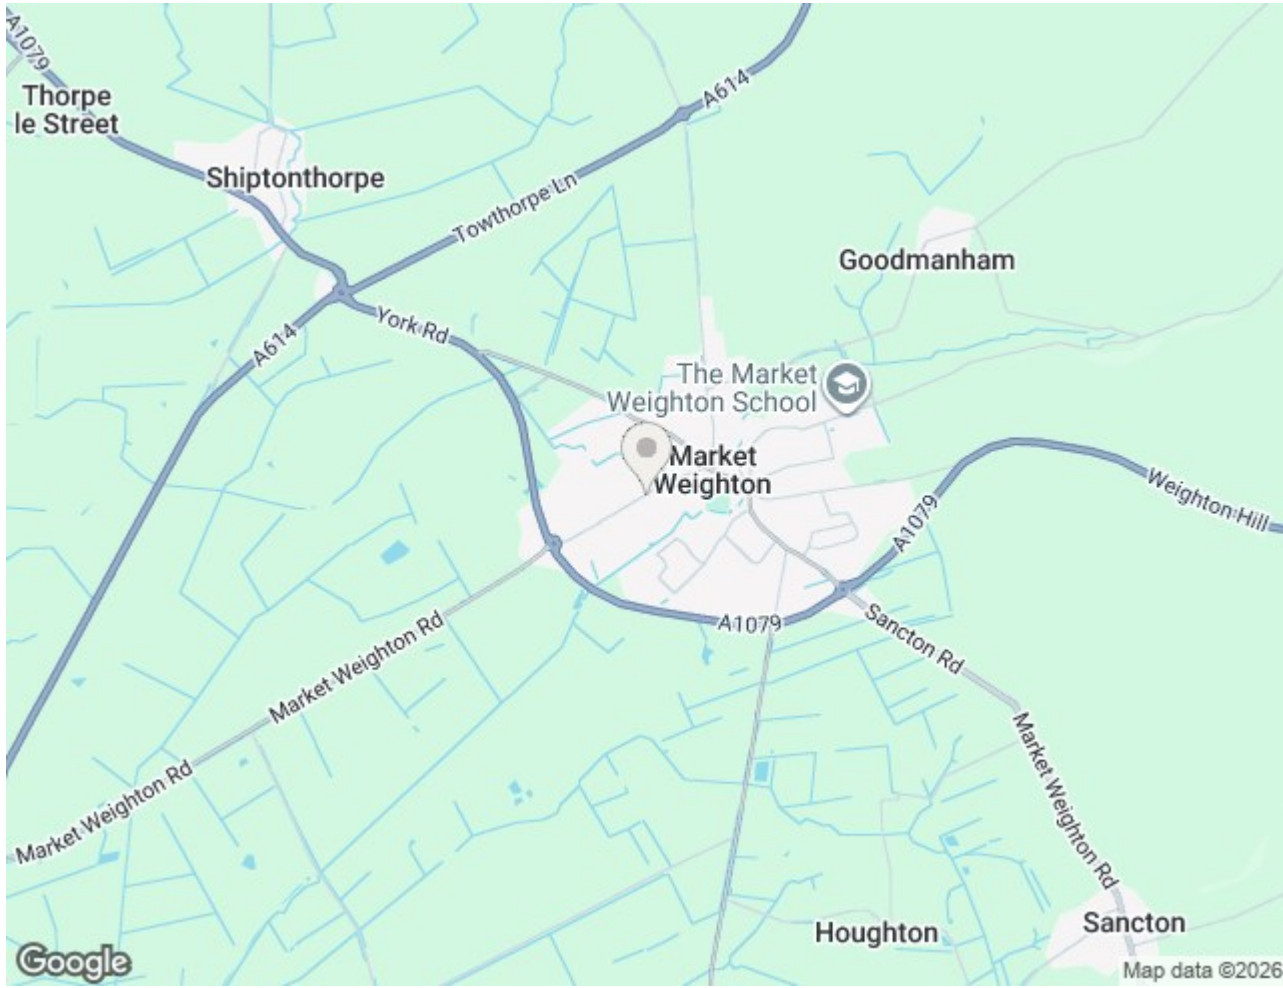 A1079
Thorpe
le Street
A614
Shiptonthorpe
Towthorpe Ln
Goodmanham
York Rd
A614
The Market
Weighton School
Market
Weighton
Weighton Hill
A1079
A1079
Sancton Rd
Market Weighton Rd
Market Weighton Rd
Market Weighton Rd
Houghton
Sancton
Google
Map data ©2026